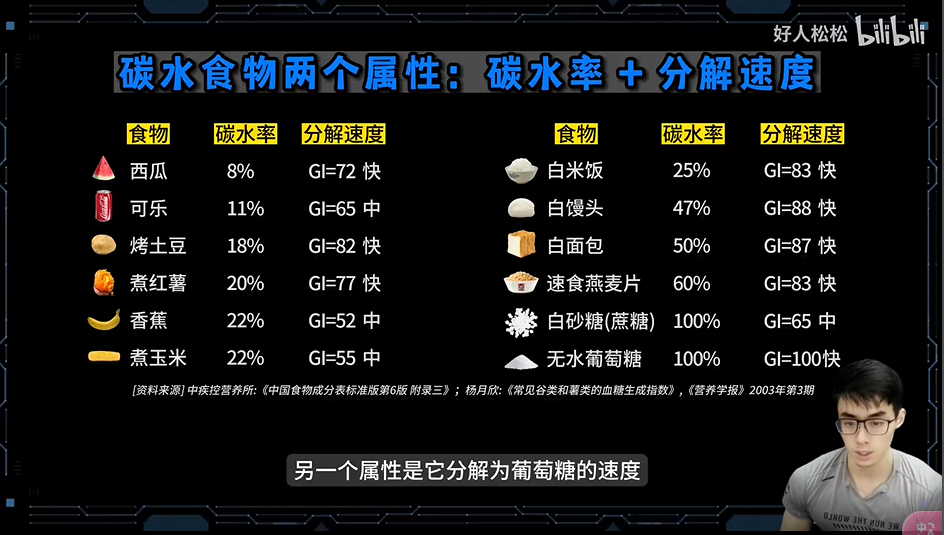 好人松松 bilibili
碳水食物两个属性：碳水率＋分解速度
食物 碳水率 分解速度
西瓜 8% GI=72 快
可乐 11% GI=65 中
烤土豆 18% GI=82 快
煮红薯 20% GI=77 快
香蕉 22% GI=52 中
煮玉米 22% GI=55 中
食物 碳水率 分解速度
白米饭 25% GI=83 快
白馒头 47% GI=88 快
白面包 50% GI=87 快
速食燕麦片 60% GI=83 快
白砂糖(蔗糖) 100% GI=65 中
无水葡萄糖 100% GI=100快
[资料来源] 中疾控营养所:《中国食物成分表标准版第6版 附录三》；杨月欣:《常见谷类和薯类的血糖生成指数》,《营养学报》2003年第3期
另一个属性是它分解为葡萄糖的速度
WE RUN THE WORLD